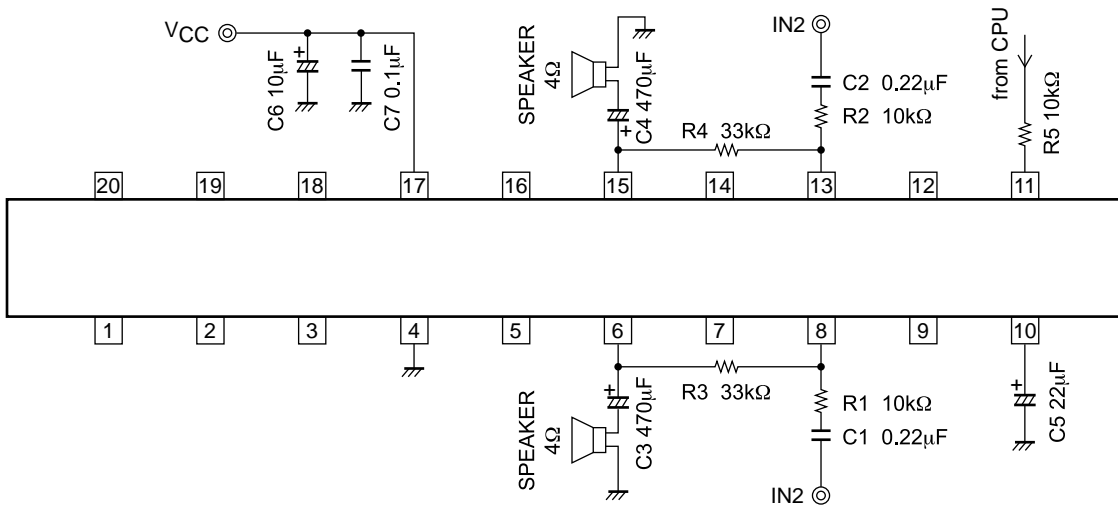 VCC
C6 10μF
C7 0.1μF
SPEAKER
4Ω
C4 470μF
IN2
C2 0.22μF
R2 10kΩ
R4 33kΩ
from CPU
R5 10kΩ
+
+
20 19 18 17 16 15 14 13 12 11
1 2 3 4 5 6 7 8 9 10
+
+
SPEAKER
4Ω
C3 470μF
R3 33kΩ
R1 10kΩ
C1 0.22μF
IN2
C5 22μF